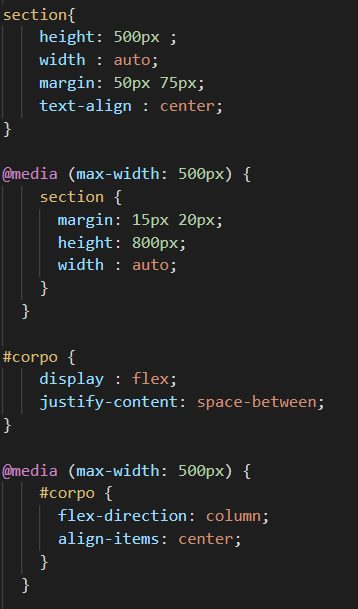 section{
    height: 500px ;
    width : auto;
    margin: 50px 75px;
    text-align : center;
}

@media (max-width: 500px) {
    section {
      margin: 15px 20px;
      height: 800px;
      width : auto;
    }
  }

#corpo {
    display : flex;
    justify-content: space-between;
}

@media (max-width: 500px) {
    #corpo {
      flex-direction: column;
      align-items: center;
    }
  }